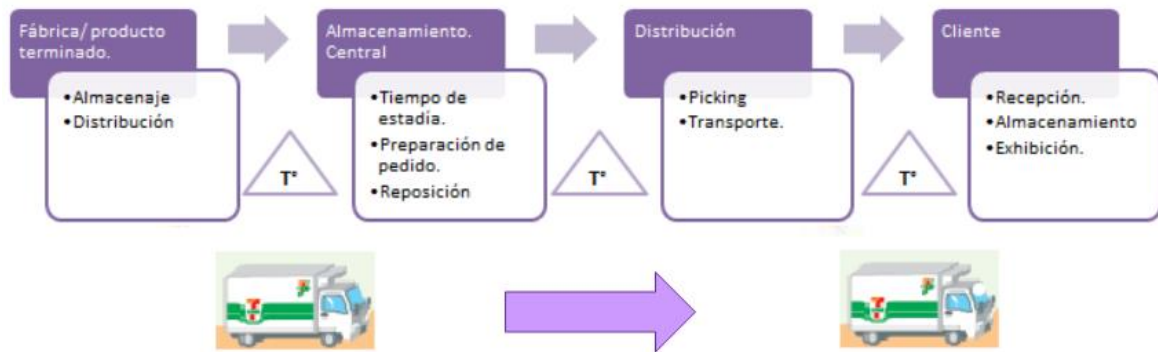 Fábrica/ producto
terminado.
•Almacenaje
•Distribución
T°
Almacenamiento.
Central
•Tiempo de
estadía.
•Preparación de
pedido.
•Reposición
T°
Distribución
•Picking
•Transporte.
T°
Cliente
•Recepción.
•Almacenamiento
•Exhibición.